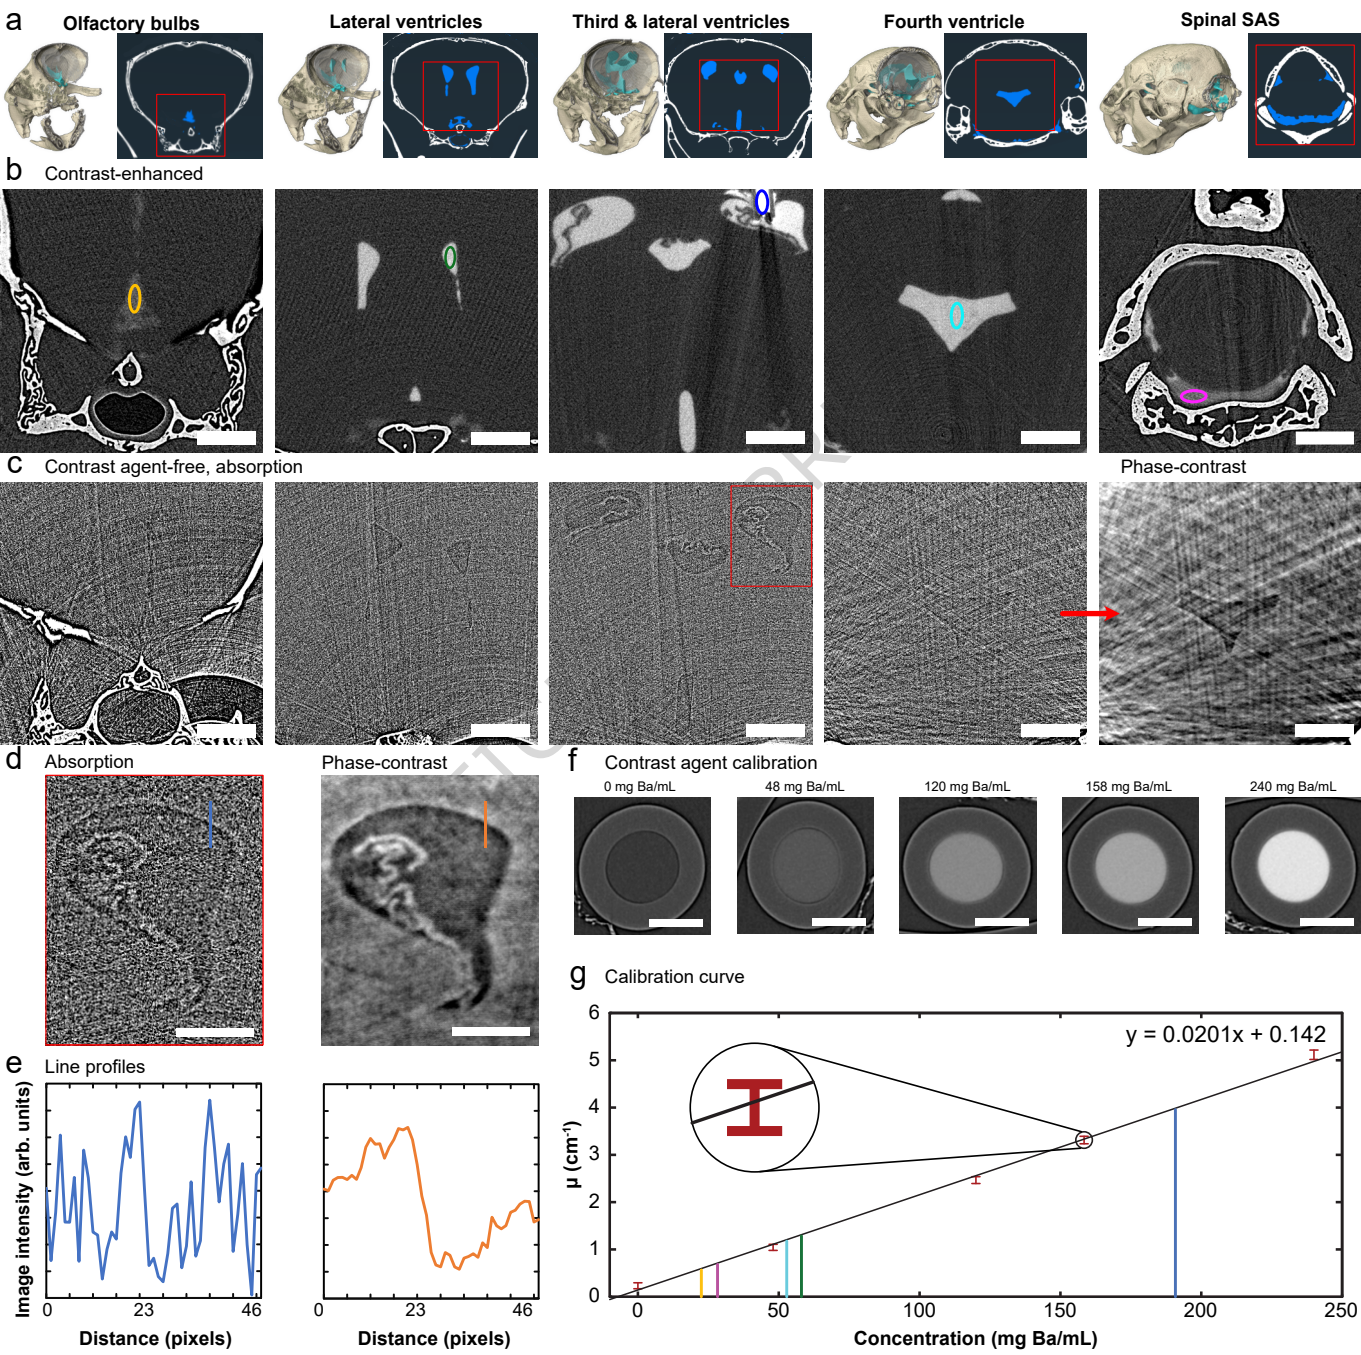 a
Olfactory bulbs
Lateral ventricles
Third & lateral ventricles
Fourth ventricle
Spinal SAS
b Contrast-enhanced
c Contrast agent-free, absorption
Phase-contrast
d Absorption
Phase-contrast
f Contrast agent calibration
0 mg Ba/mL
48 mg Ba/mL
120 mg Ba/mL
158 mg Ba/mL
240 mg Ba/mL
g Calibration curve
y = 0.0201x + 0.142
6
5
4
3
2
1
0
µ (cm⁻¹)
0 50 100 150 200 250
Concentration (mg Ba/mL)
e Line profiles
Image intensity (arb. units)
0 23 46
Distance (pixels)
0 23 46
Distance (pixels)